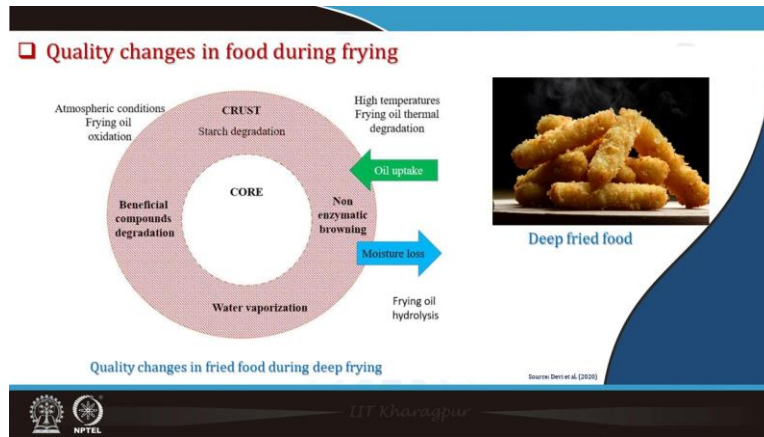 Quality changes in food during frying
Atmospheric conditions
Frying oil
oxidation
CRUST
Starch degradation
High temperatures
Frying oil thermal
degradation
Oil uptake
CORE
Beneficial
compounds
degradation
Non
enzymatic
browning
Moisture loss
Water vaporization
Frying oil
hydrolysis
Deep fried food
Quality changes in fried food during deep frying
Source: Devi et al. (2020)
NPTEL
IIT Kharagpur